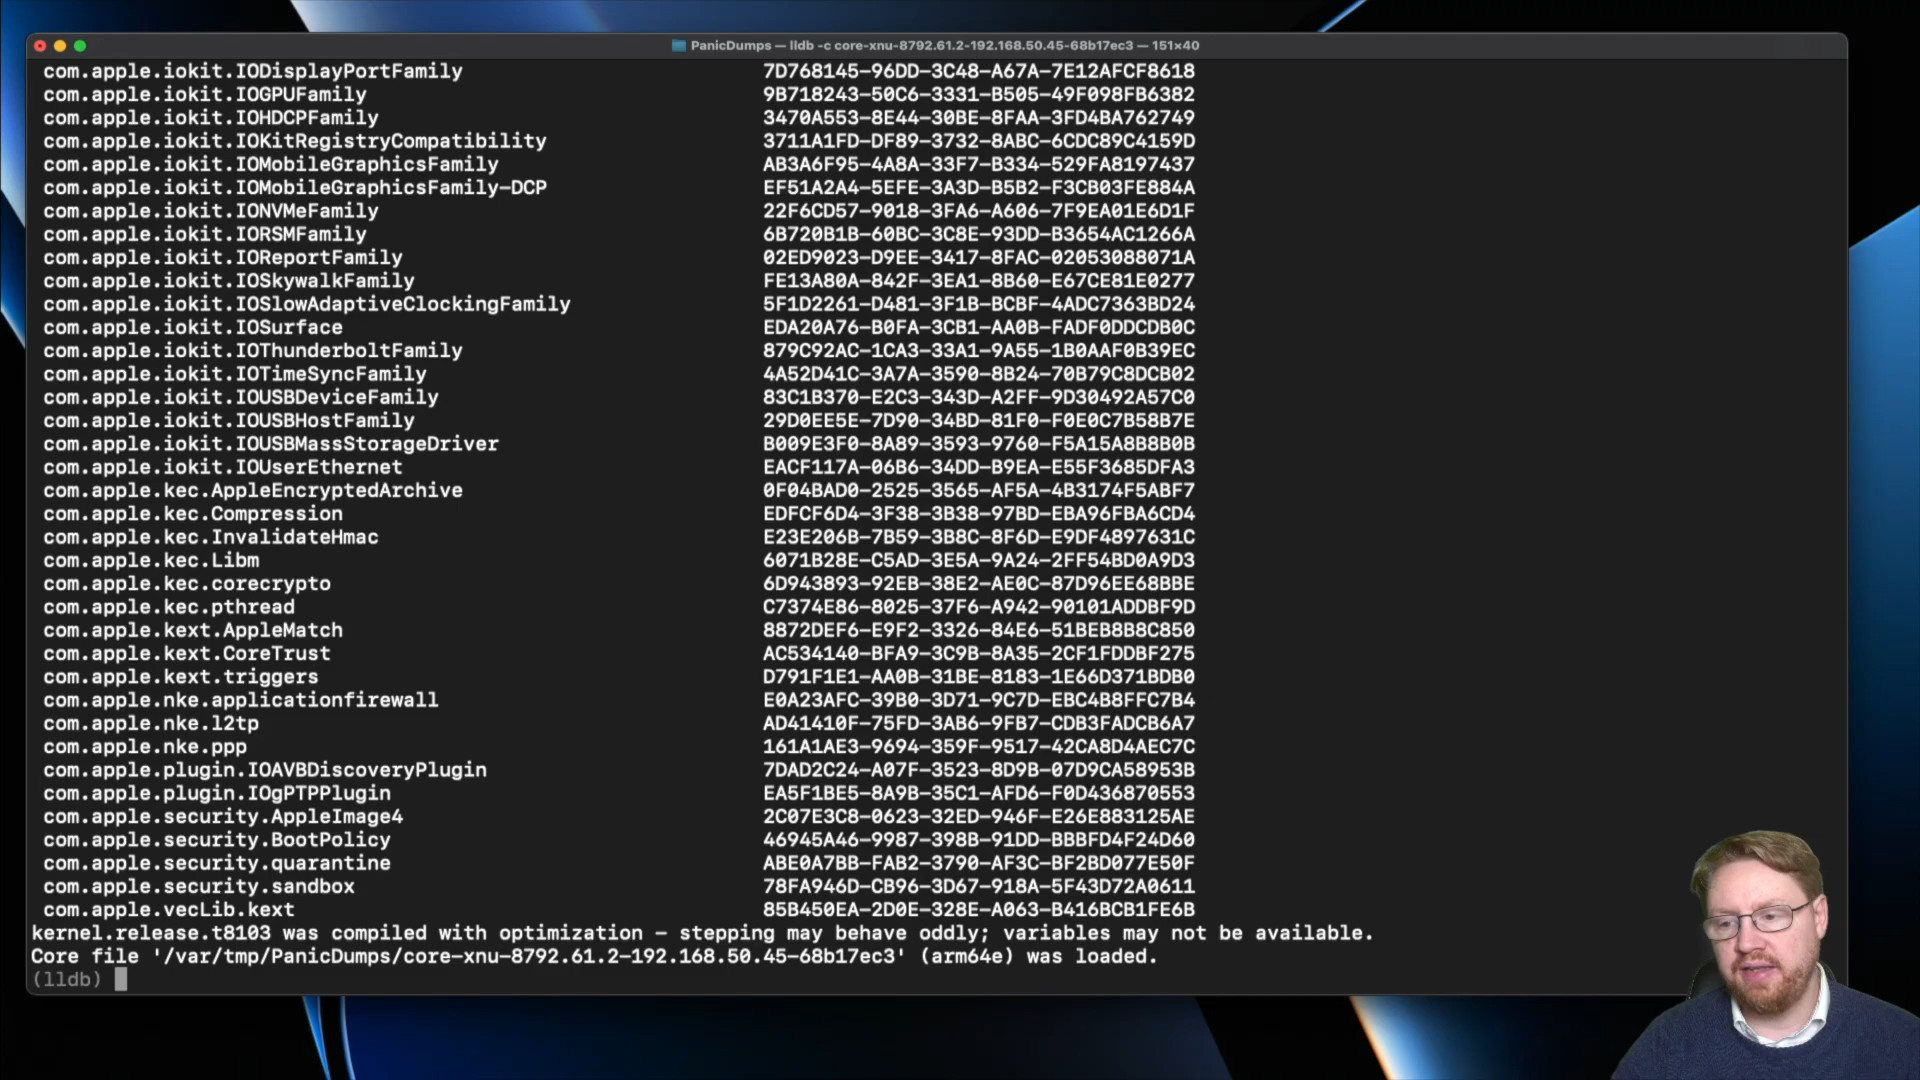 PanicDumps — lldb -c core-xnu-8792.61.2-192.168.50.45-68b17ec3 — 151×40
com.apple.iokit.IODisplayPortFamily 7D768145-96DD-3C48-A67A-7E12AFCF8618
com.apple.iokit.IOGPUFamily 9B718243-50C6-3331-B505-49F098FB6382
com.apple.iokit.IOHDCPFamily 3470A553-8E44-30BE-8FAA-3FD4BA762749
com.apple.iokit.IOKitRegistryCompatibility 3711A1FD-DF89-3732-8ABC-6CDC89C4159D
com.apple.iokit.IOMobileGraphicsFamily AB3A6F95-4A8A-33F7-B334-529FA8197437
com.apple.iokit.IOMobileGraphicsFamily-DCP EF51A2A4-5EFE-3A3D-B5B2-F3CB03FE884A
com.apple.iokit.IONVMeFamily 22F6CD57-9018-3FA6-A606-7F9EA01E6D1F
com.apple.iokit.IORSMFamily 6B720B1B-60BC-3C8E-93DD-B3654AC1266A
com.apple.iokit.IOReportFamily 02ED9023-D9EE-3417-8FAC-02053088071A
com.apple.iokit.IOSkywalkFamily FE13A80A-842F-3EA1-8B60-E67CE81E0277
com.apple.iokit.IOSlowAdaptiveClockingFamily 5F1D2261-D481-3F1B-BCBF-4ADC7363BD24
com.apple.iokit.IOSurface EDA20A76-B0FA-3CB1-AA0B-FADF0DDCDB0C
com.apple.iokit.IOThunderboltFamily 879C92AC-1CA3-33A1-9A55-1B0AAF0B39EC
com.apple.iokit.IOTimeSyncFamily 4A52D41C-3A7A-3590-8B24-70B79C8DCB02
com.apple.iokit.IOUSBDeviceFamily 83C1B370-E2C3-343D-A2FF-9D30492A57C0
com.apple.iokit.IOUSBHostFamily 29D0EE5E-7D90-34BD-81F0-F0E0C7B58B7E
com.apple.iokit.IOUSBMassStorageDriver B009E3F0-8A89-3593-9760-F5A15A8B8B0B
com.apple.iokit.IOUserEthernet EACF117A-06B6-34DD-B9EA-E55F3685DFA3
com.apple.kec.AppleEncryptedArchive 0F04BAD0-2525-3565-AF5A-4B3174F5ABF7
com.apple.kec.Compression EDFCF6D4-3F38-3B38-97BD-EBA96FBA6CD4
com.apple.kec.InvalidateHmac E23E206B-7B59-3B8C-8F6D-E9DF4897631C
com.apple.kec.Libm 6071B28E-C5AD-3E5A-9A24-2FF54BD0A9D3
com.apple.kec.corecrypto 6D943893-92EB-38E2-AE0C-87D96EE68BBE
com.apple.kec.pthread C7374E86-8025-37F6-A942-90101ADDBF9D
com.apple.kext.AppleMatch 8872DEF6-E9F2-3326-84E6-51BEB8B8C850
com.apple.kext.CoreTrust AC534140-BFA9-3C9B-8A35-2CF1FDDBF275
com.apple.kext.triggers D791F1E1-AA0B-31BE-8183-1E66D371BDB0
com.apple.nke.applicationfirewall E0A23AFC-39B0-3D71-9C7D-EBC4B8FFC7B4
com.apple.nke.l2tp AD41410F-75FD-3AB6-9FB7-CDB3FADCB6A7
com.apple.nke.ppp 161A1AE3-9694-359F-9517-42CA8D4AEC7C
com.apple.plugin.IOAVBDiscoveryPlugin 7DAD2C24-A07F-3523-8D9B-07D9CA58953B
com.apple.plugin.IOgPTPPlugin EA5F1BE5-8A9B-35C1-AFD6-F0D436870553
com.apple.security.AppleImage4 2C07E3C8-0623-32ED-946F-E26E883125AE
com.apple.security.BootPolicy 46945A46-9987-398B-91DD-BBBFD4F24D60
com.apple.security.quarantine ABE0A7BB-FAB2-3790-AF3C-BF2BD077E50F
com.apple.security.sandbox 78FA946D-CB96-3D67-918A-5F43D72A0611
com.apple.vecLib.kext 85B450EA-2D0E-328E-A063-B416BCB1FE6B
kernel.release.t8103 was compiled with optimization - stepping may behave oddly; variables may not be available.
Core file '/var/tmp/PanicDumps/core-xnu-8792.61.2-192.168.50.45-68b17ec3' (arm64e) was loaded.
(lldb)